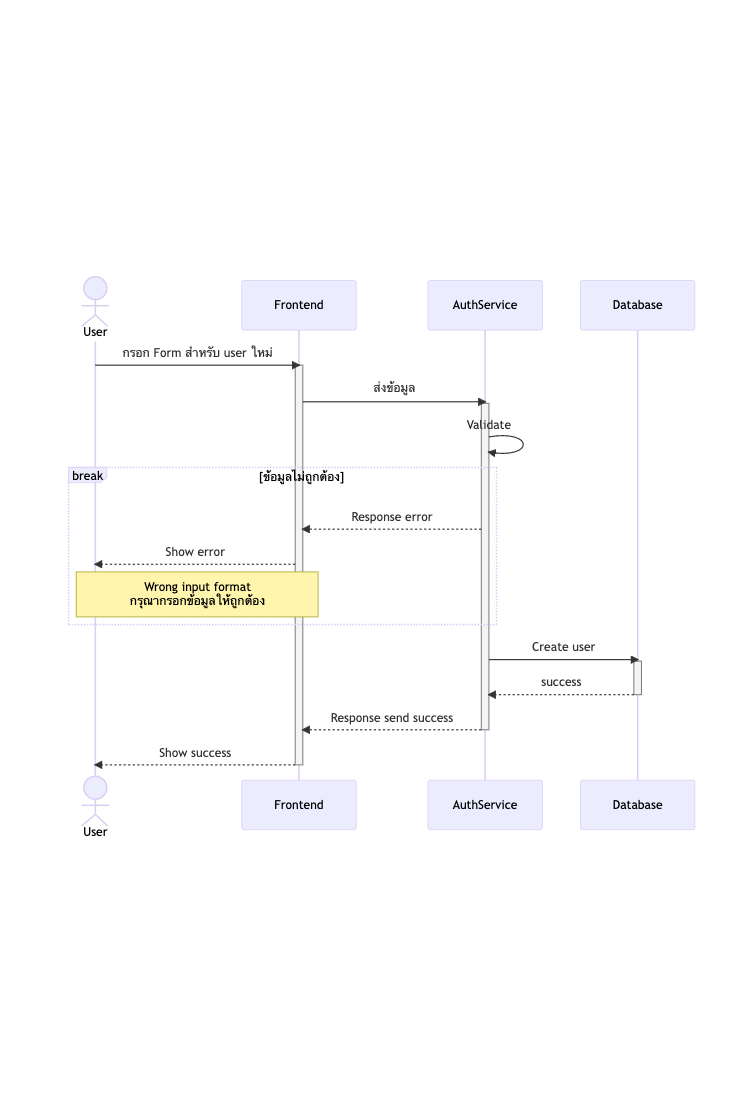 User
Frontend
AuthService
Database
กรอก Form สำหรับ user ใหม่
ส่งข้อมูล
Validate
break
[ข้อมูลไม่ถูกต้อง]
Response error
Show error
Wrong input format
กรุณากรอกข้อมูลให้ถูกต้อง
Create user
success
Response send success
Show success
User
Frontend
AuthService
Database